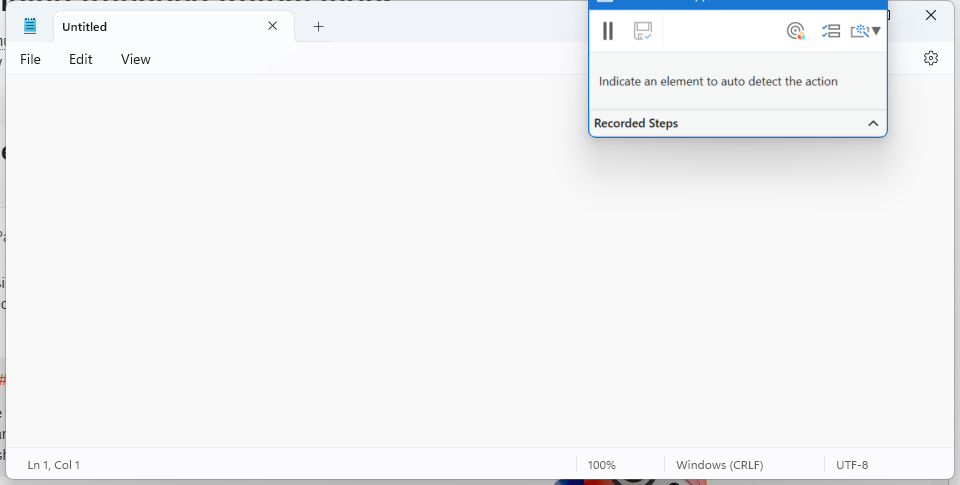 Untitled
File Edit View
Indicate an element to auto detect the action
Recorded Steps
Ln 1, Col 1
100%
Windows (CRLF)
UTF-8